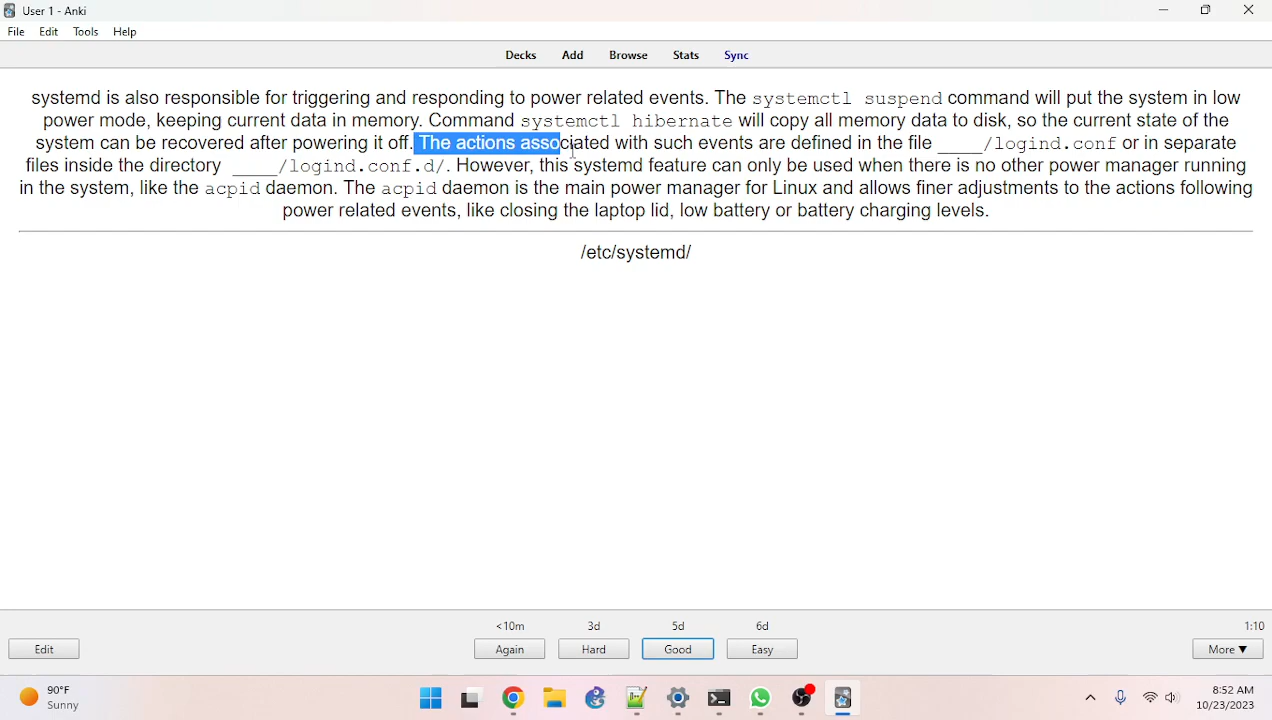 User 1 - Anki
File Edit Tools Help
Decks Add Browse Stats Sync
systemd is also responsible for triggering and responding to power related events. The systemctl suspend command will put the system in low
power mode, keeping current data in memory. Command systemctl hibernate will copy all memory data to disk, so the current state of the
system can be recovered after powering it off. The actions associated with such events are defined in the file ____/logind.conf or in separate
files inside the directory ____/logind.conf.d/. However, this systemd feature can only be used when there is no other power manager running
in the system, like the acpid daemon. The acpid daemon is the main power manager for Linux and allows finer adjustments to the actions following
power related events, like closing the laptop lid, low battery or battery charging levels.
/etc/systemd/
<10m 3d 5d 6d 1:10
Edit Again Hard Good Easy More ▼
90°F
Sunny
8:52 AM
10/23/2023